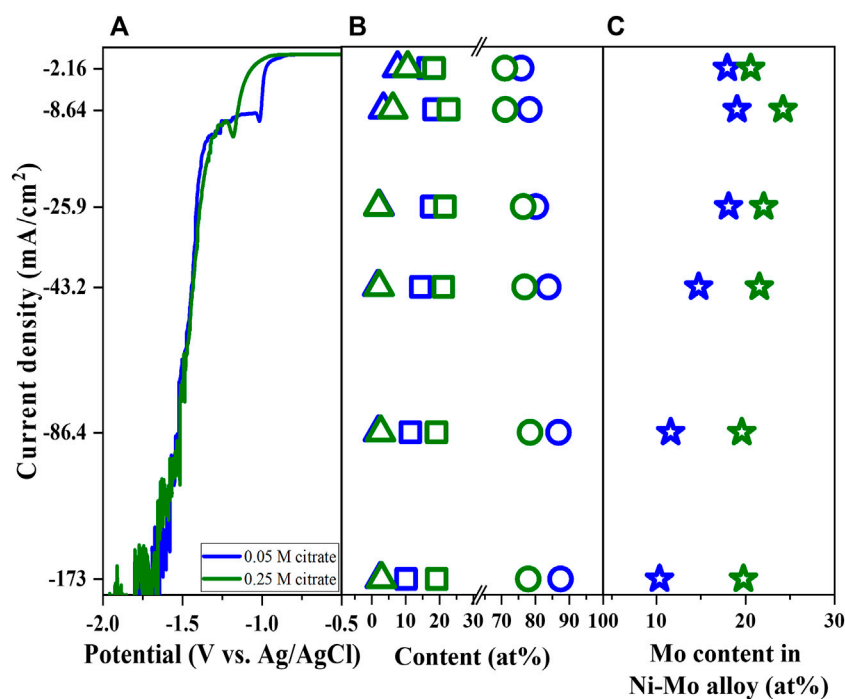 A
B
C
Current density (mA/cm²)
-2.16
-8.64
-25.9
-43.2
-86.4
-173
0.05 M citrate
0.25 M citrate
-2.0 -1.5 -1.0 -0.5
0 10 20 30 70 80 90 100
10 20 30
Potential (V vs. Ag/AgCl)
Content (at%)
Mo content in
Ni-Mo alloy (at%)